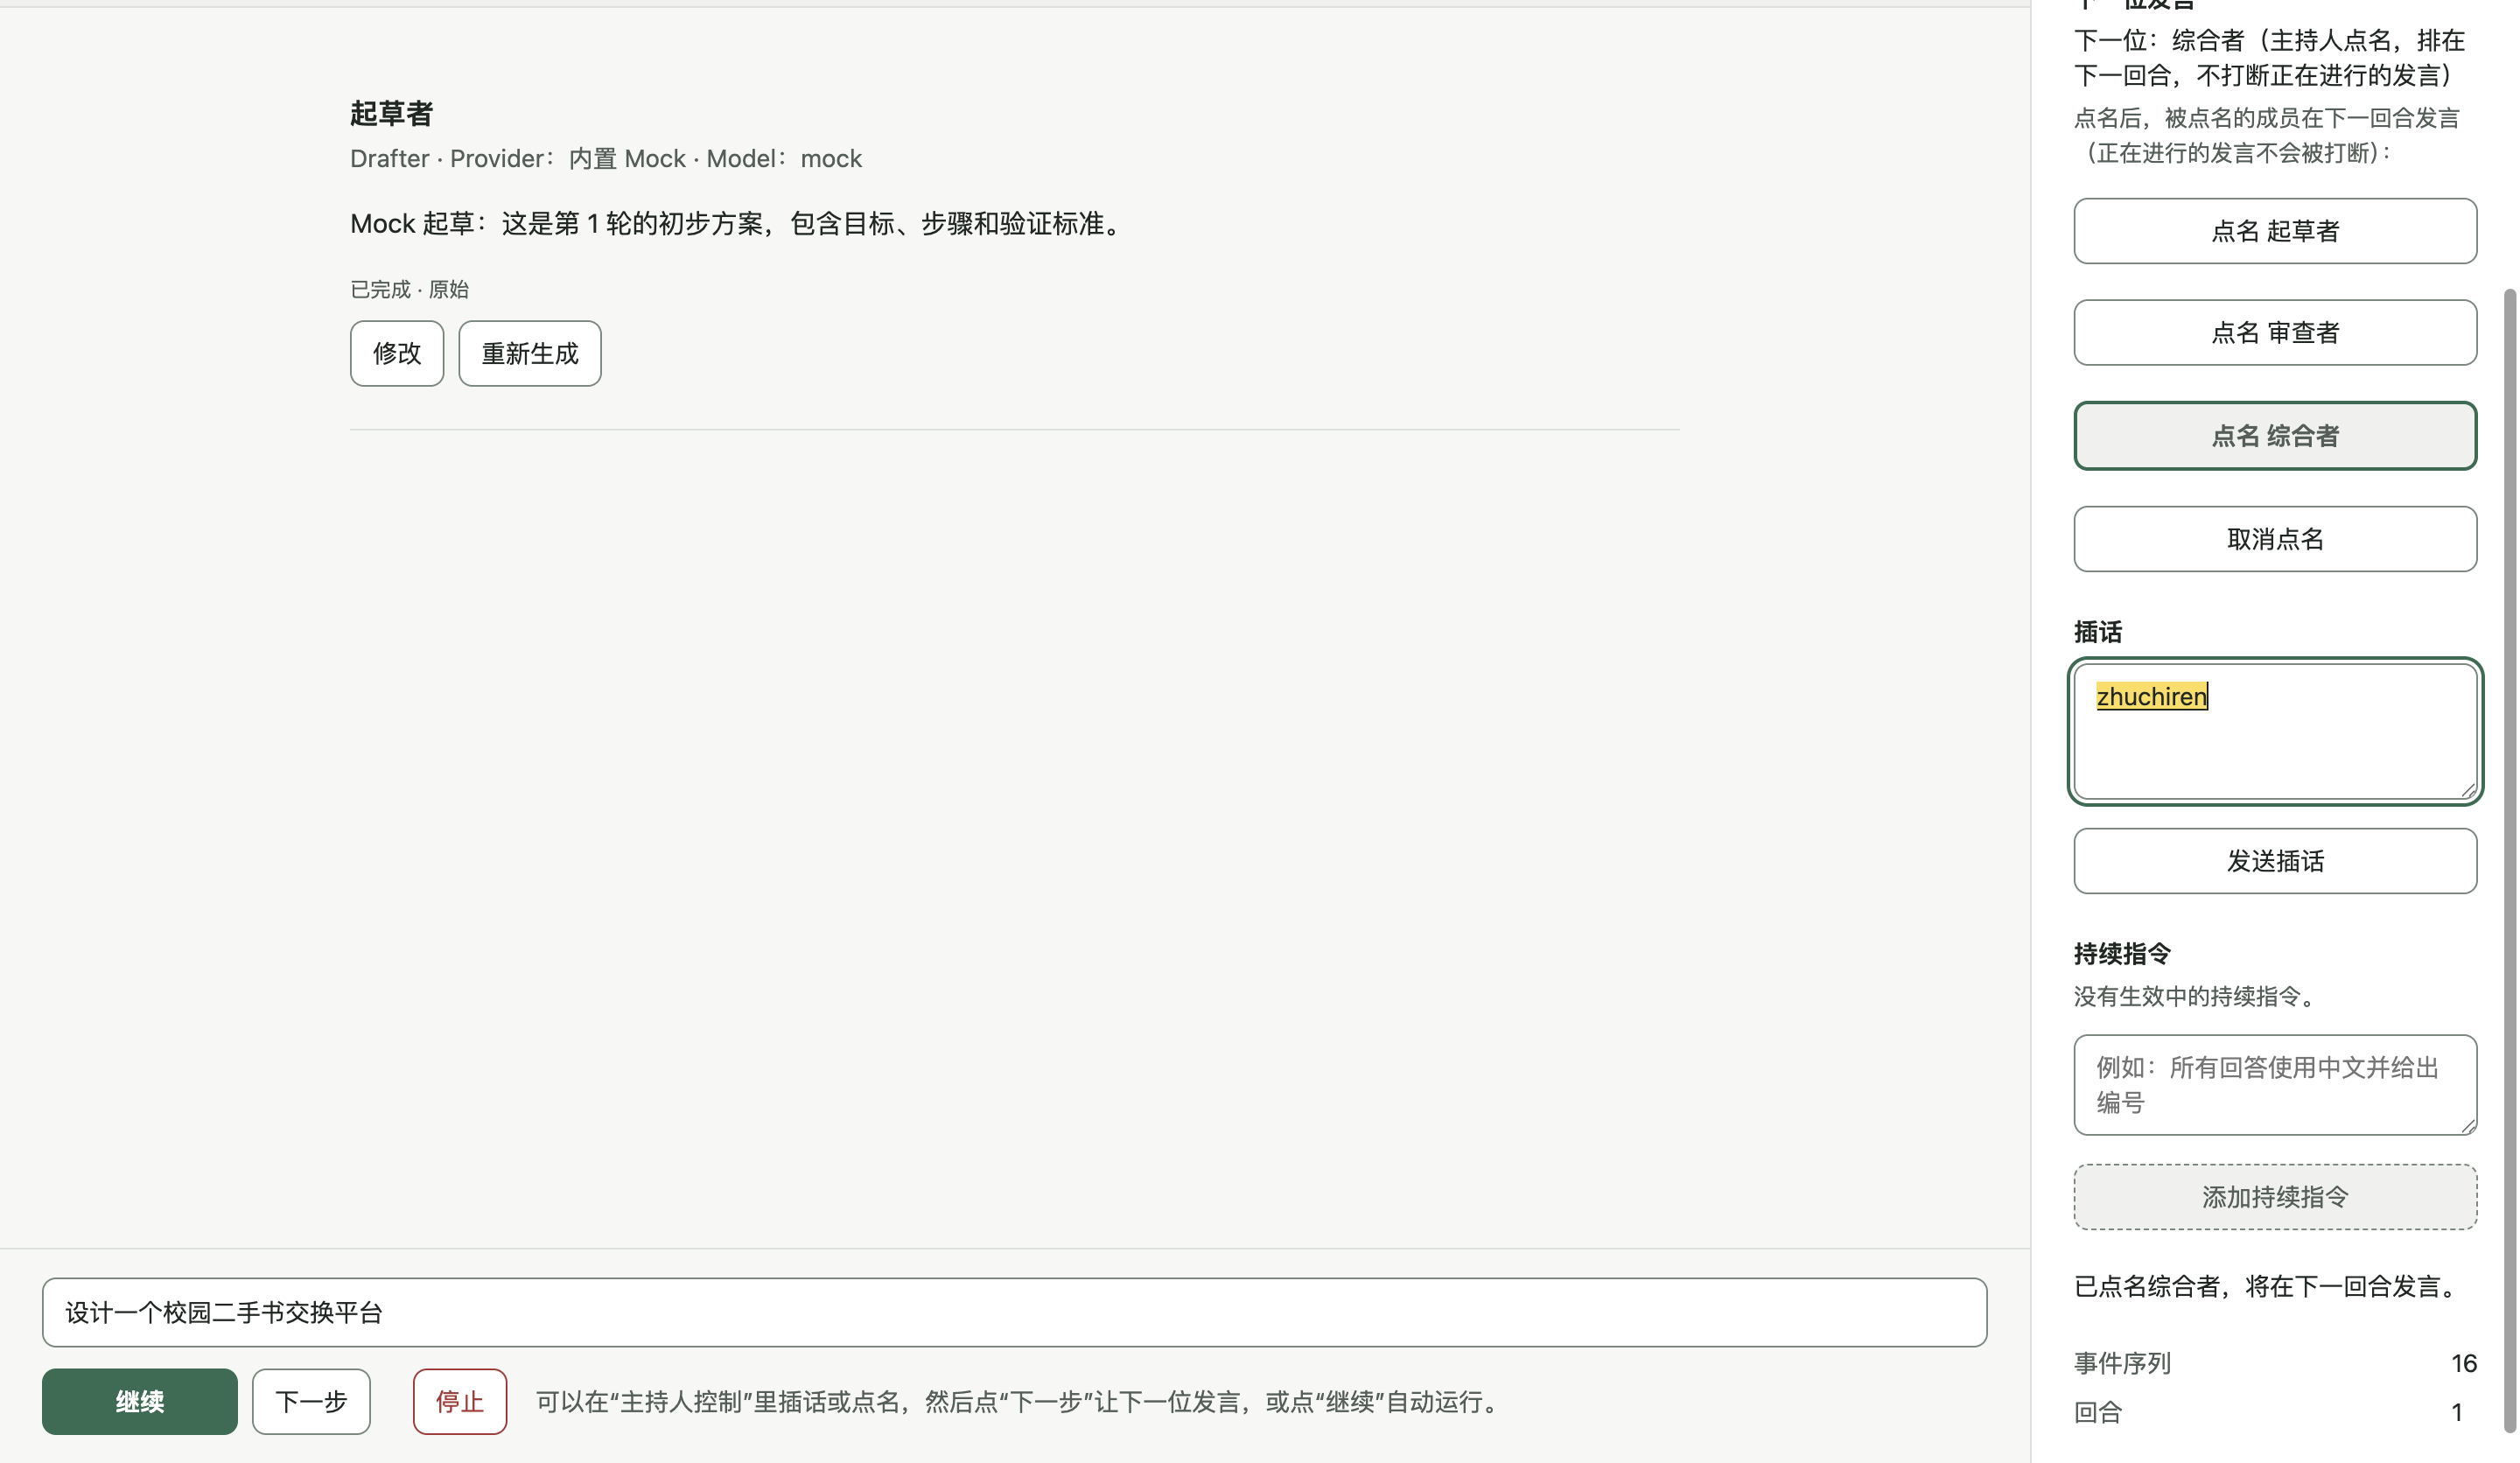 起草者
Drafter · Provider：内置 Mock · Model：mock
Mock 起草：这是第 1 轮的初步方案，包含目标、步骤和验证标准。
已完成 · 原始
修改
重新生成
设计一个校园二手书交换平台
继续
下一步
停止
可以在“主持人控制”里插话或点名，然后点“下一步”让下一位发言，或点“继续”自动运行。
下一位发言
下一位：综合者（主持人点名，排在
下一回合，不打断正在进行的发言）
点名后，被点名的成员在下一回合发言
（正在进行的发言不会被打断）：
点名 起草者
点名 审查者
点名 综合者
取消点名
插话
zhuchiren
发送插话
持续指令
没有生效中的持续指令。
例如：所有回答使用中文并给出
编号
添加持续指令
已点名综合者，将在下一回合发言。
事件序列 16
回合 1